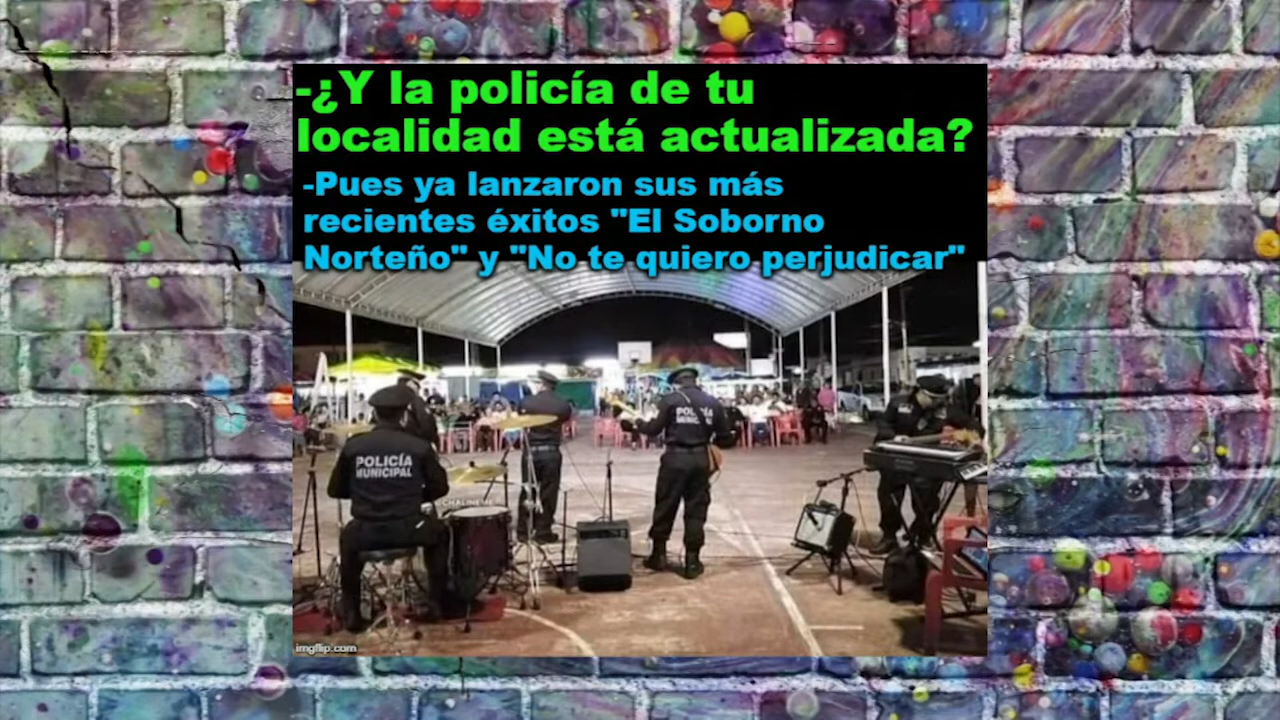 -¿Y la policía de tu
localidad está actualizada?
-Pues ya lanzaron sus más
recientes éxitos "El Soborno
Norteño" y "No te quiero perjudicar"
POLICÍA
MUNICIPAL
POLICÍA
MUNICIPAL
imgflip.com